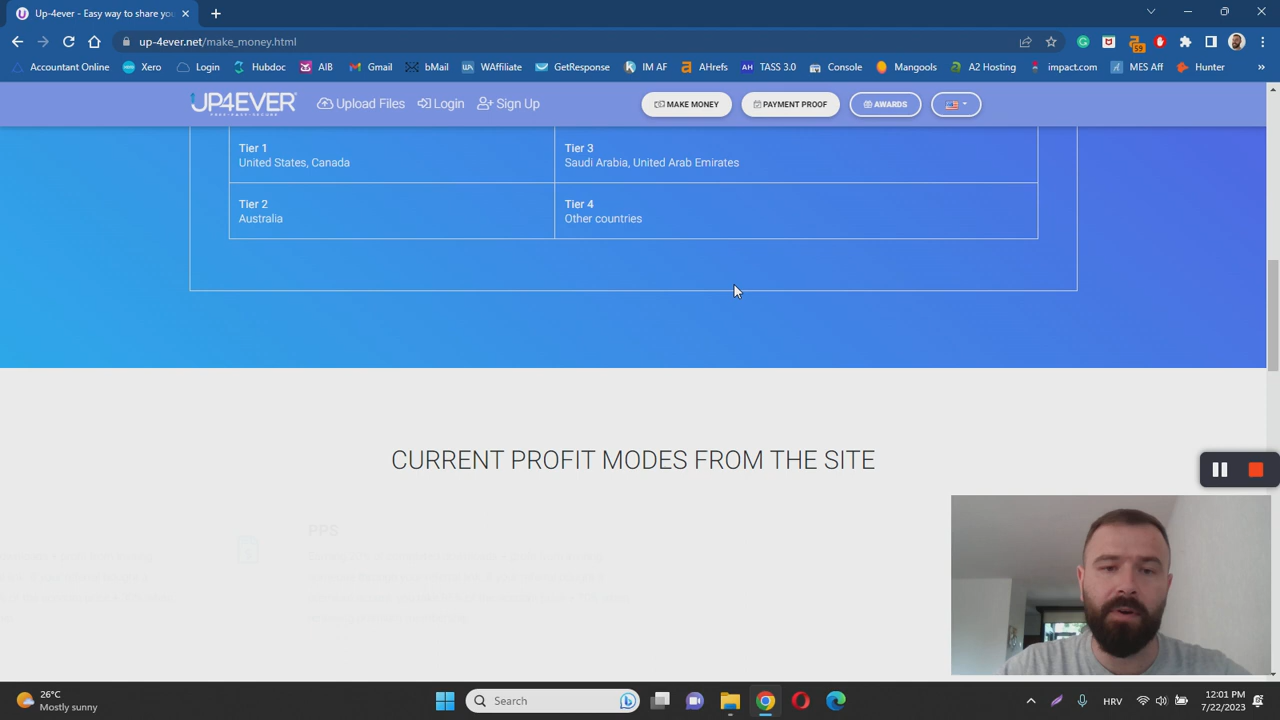 Up-4ever - Easy way to share you
up-4ever.net/make_money.html
59
Accountant Online
Xero
Login
Hubdoc
AIB
Gmail
bMail
WAffiliate
GetResponse
IM AF
AHrefs
TASS 3.0
Console
Mangools
A2 Hosting
impact.com
MES Aff
Hunter
»
UP4EVER
Upload Files
Login
Sign Up
MAKE MONEY
PAYMENT PROOF
AWARDS
Tier 1
United States, Canada
Tier 3
Saudi Arabia, United Arab Emirates
Tier 2
Australia
Tier 4
Other countries
CURRENT PROFIT MODES FROM THE SITE
PPS
26°C
Mostly sunny
Search
HRV
12:01 PM
7/22/2023